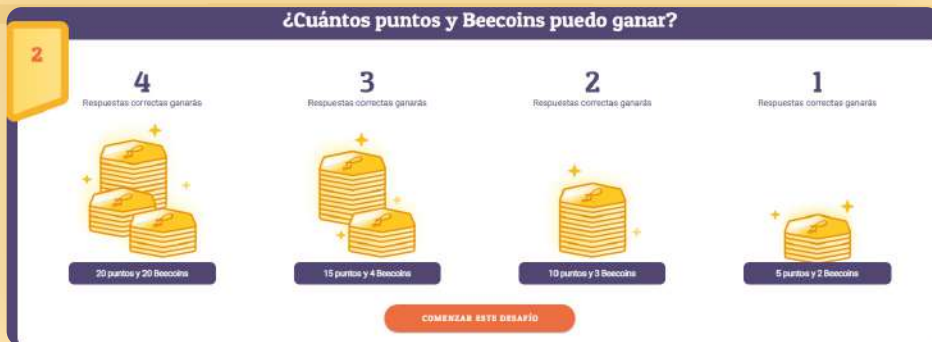 ¿Cuántos puntos y Beecoins puedo ganar?
2
4
Respuestas correctas ganarás
20 puntos y 20 Beecoins
3
Respuestas correctas ganarás
15 puntos y 4 Beecoins
2
Respuestas correctas ganarás
10 puntos y 3 Beecoins
1
Respuestas correctas ganarás
5 puntos y 2 Beecoins
COMENZAR ESTE DESAFÍO